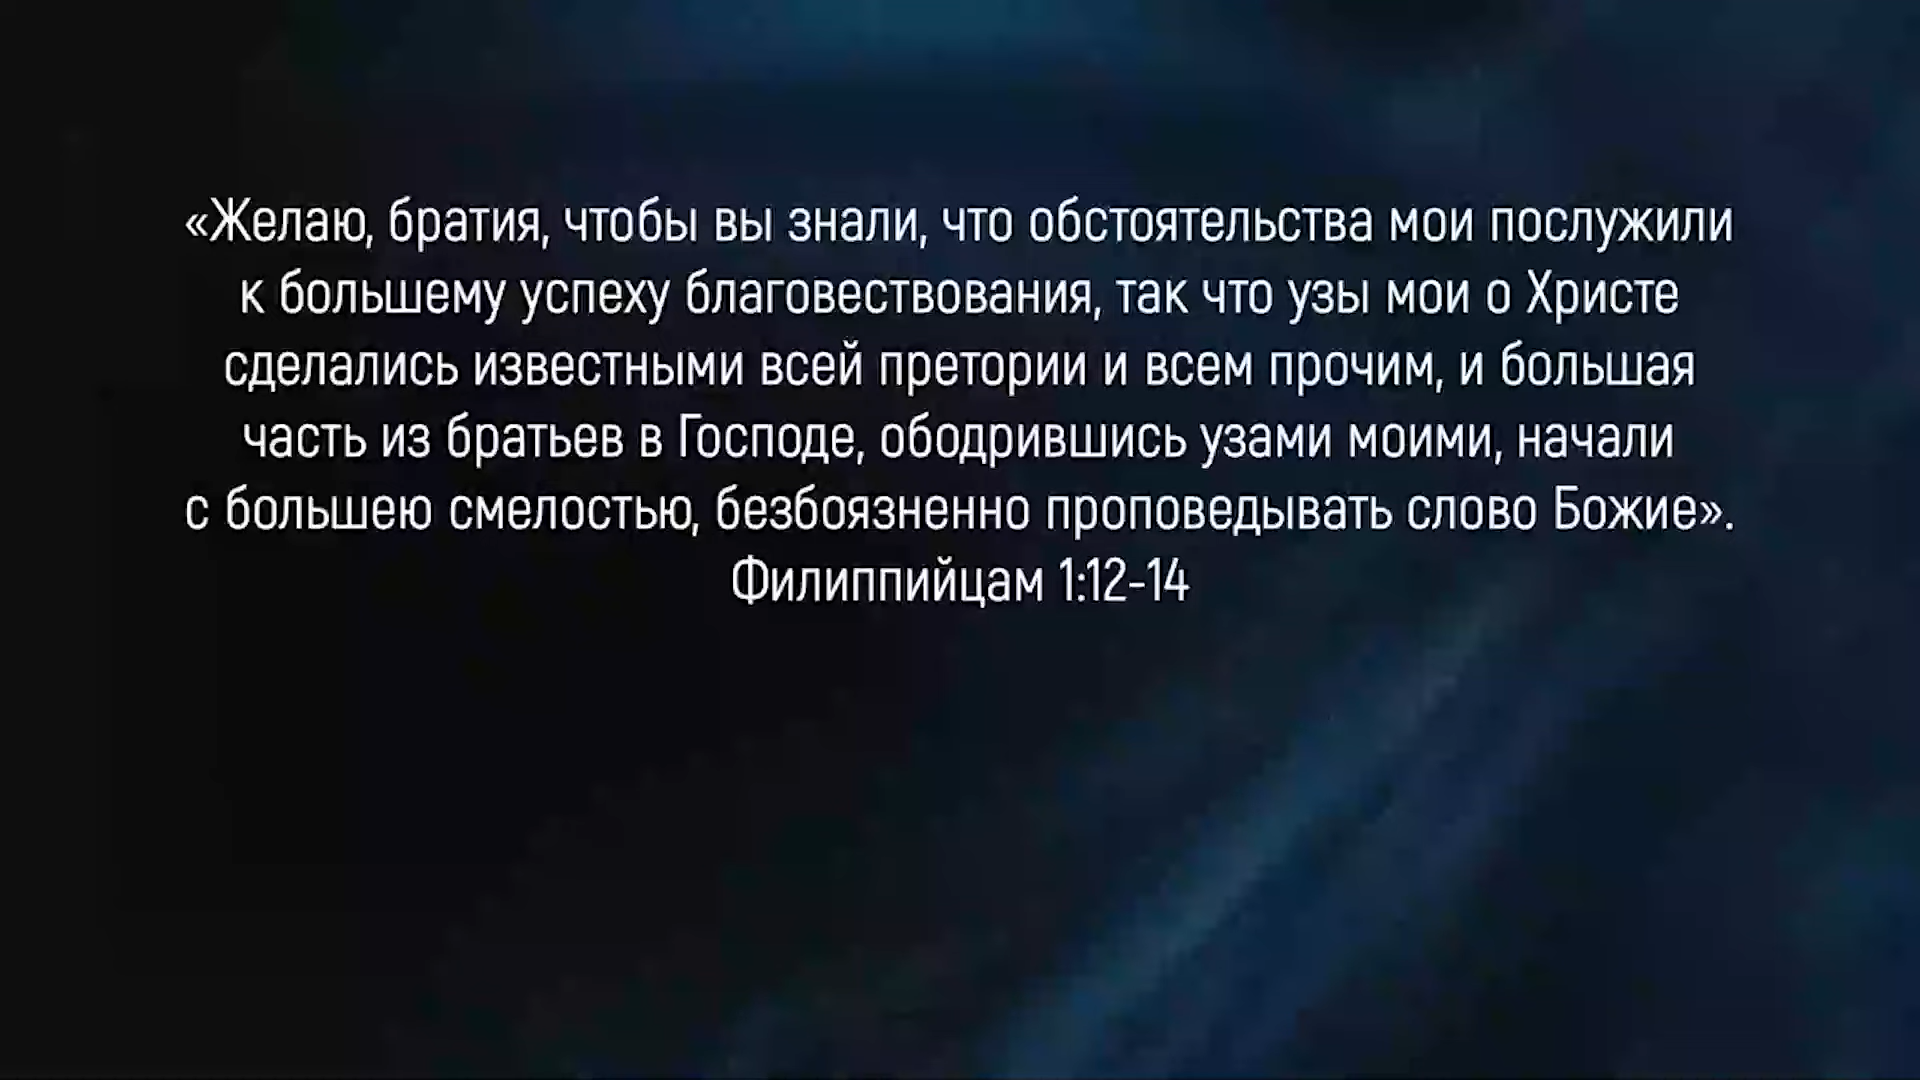 «Желаю, братия, чтобы вы знали, что обстоятельства мои послужили
к большему успеху благовествования, так что узы мои о Христе
сделались известными всей претории и всем прочим, и большая
часть из братьев в Господе, ободрившись узами моими, начали
с большею смелостью, безбоязненно проповедывать слово Божие».
Филиппийцам 1:12-14